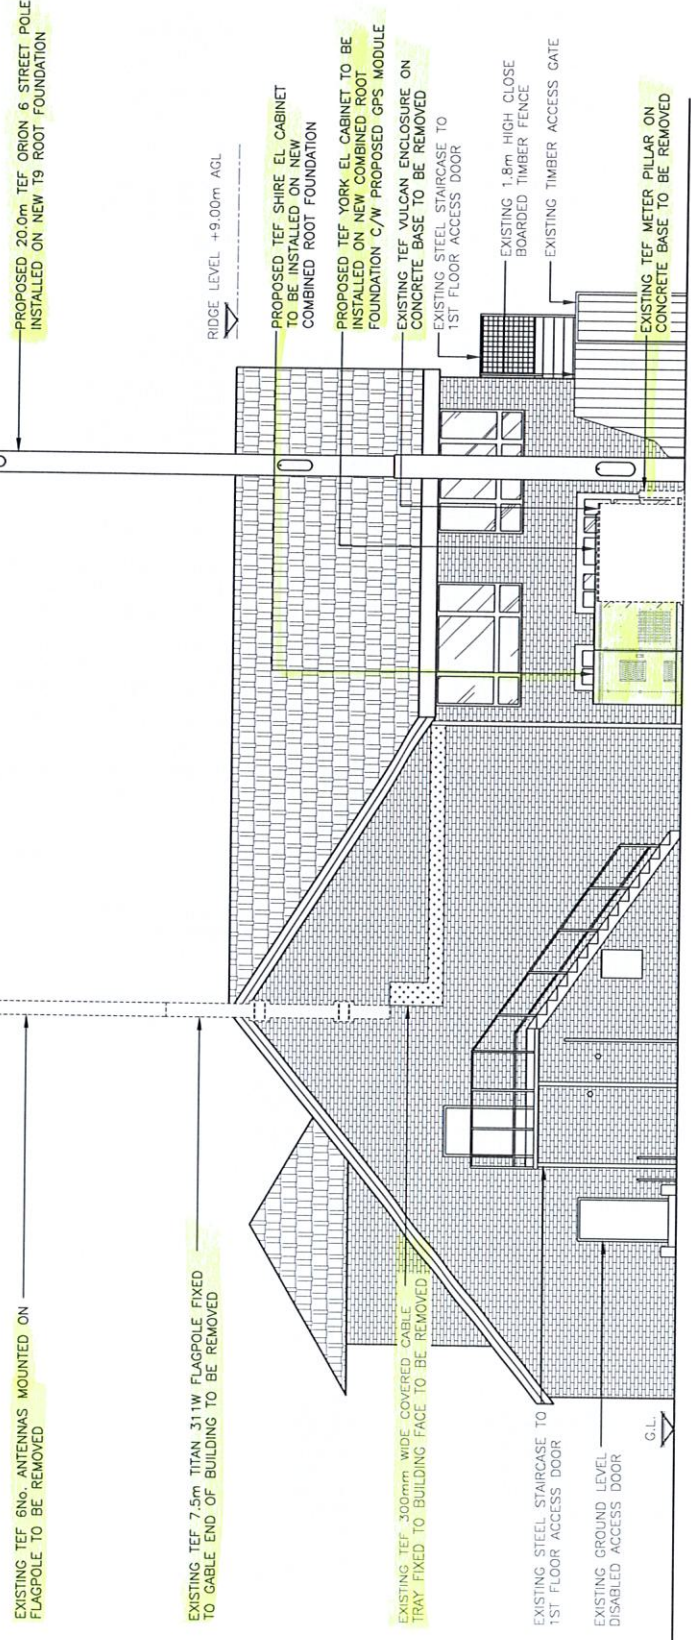 EXISTING TEF 6No. ANTENNAS MOUNTED ON
FLAGPOLE TO BE REMOVED
EXISTING TEF 7.5m TITAN 311W FLAGPOLE FIXED
TO GABLE END OF BUILDING TO BE REMOVED
EXISTING TEF 300mm WIDE COVERED CABLE
TRAY FIXED TO BUILDING FACE TO BE REMOVED
EXISTING STEEL STAIRCASE TO
1ST FLOOR ACCESS DOOR
EXISTING GROUND LEVEL
DISABLED ACCESS DOOR
G.L.
PROPOSED 20.0m TEF ORION 6 STREET POLE
INSTALLED ON NEW T9 ROOT FOUNDATION
RIDGE LEVEL +9.00m AGL
PROPOSED TEF SHIRE EL CABINET
TO BE INSTALLED ON NEW
COMBINED ROOT FOUNDATION
PROPOSED TEF YORK EL CABINET TO BE
INSTALLED ON NEW COMBINED ROOT
FOUNDATION C/W PROPOSED GPS MODULE
EXISTING TEF VULCAN ENCLOSURE ON
CONCRETE BASE TO BE REMOVED
EXISTING STEEL STAIRCASE TO
1ST FLOOR ACCESS DOOR
EXISTING 1.8m HIGH CLOSE
BOARDED TIMBER FENCE
EXISTING TIMBER ACCESS GATE
EXISTING TEF METER PILLAR ON
CONCRETE BASE TO BE REMOVED